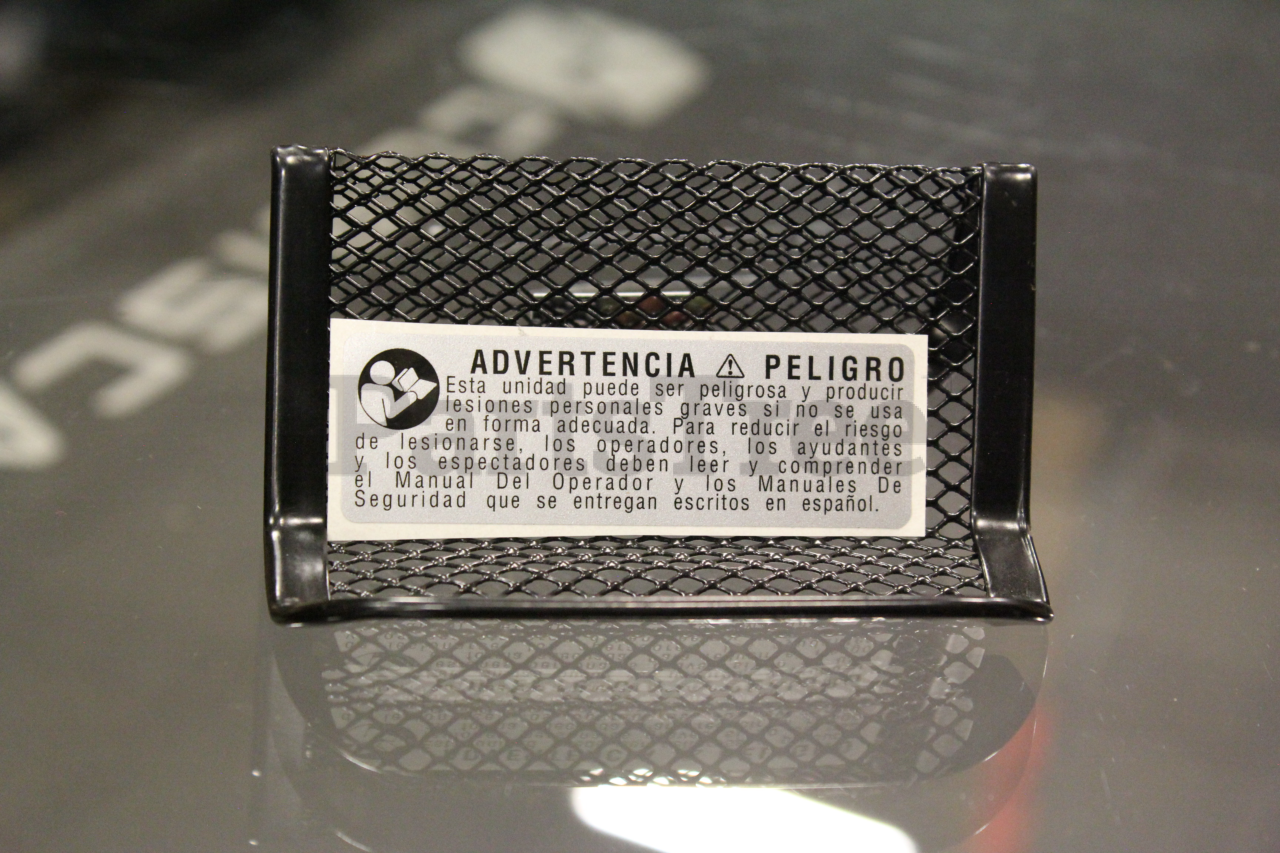 ADVERTENCIA ⚠ PELIGRO
Esta unidad puede ser peligrosa y producir
lesiones personales graves si no se usa
en forma adecuada. Para reducir el riesgo
de lesionarse, los operadores, los ayudantes
y los espectadores deben leer y comprender
el Manual Del Operador y los Manuales De
Seguridad que se entregan escritos en español.
PartsTree